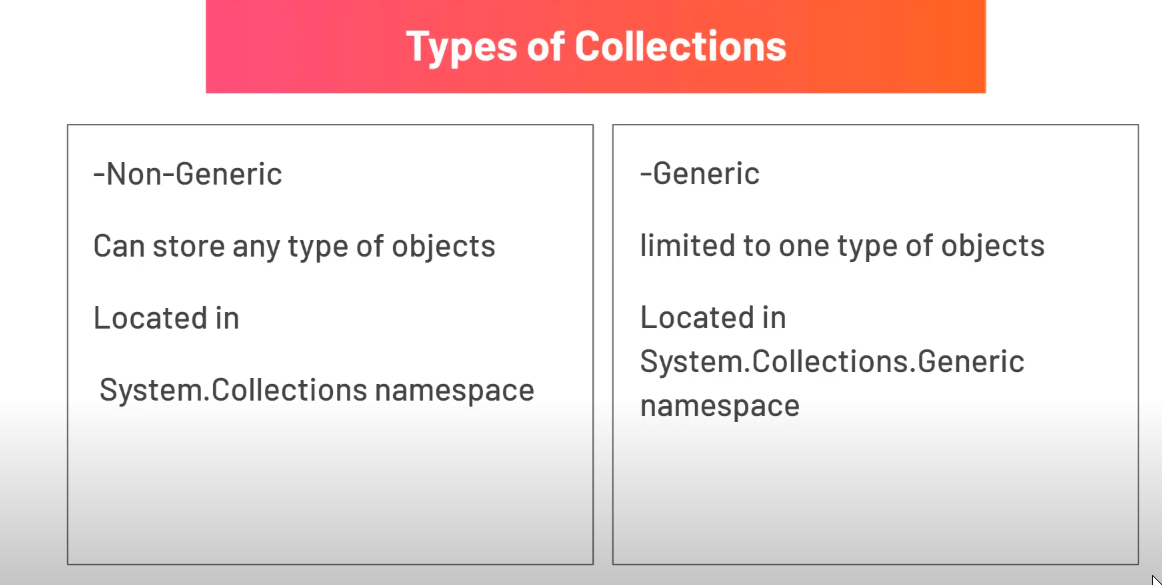 Types of Collections
-Non-Generic
Can store any type of objects
Located in
System.Collections namespace
-Generic
limited to one type of objects
Located in
System.Collections.Generic
namespace